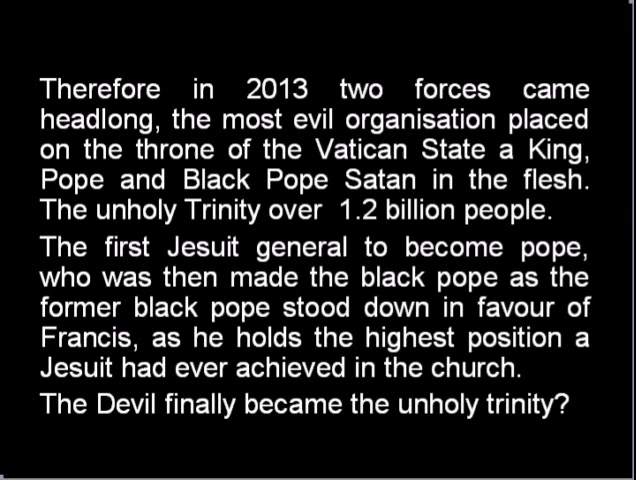 Therefore in 2013 two forces came
headlong, the most evil organisation placed
on the throne of the Vatican State a King,
Pope and Black Pope Satan in the flesh.
The unholy Trinity over 1.2 billion people.
The first Jesuit general to become pope,
who was then made the black pope as the
former black pope stood down in favour of
Francis, as he holds the highest position a
Jesuit had ever achieved in the church.
The Devil finally became the unholy trinity?